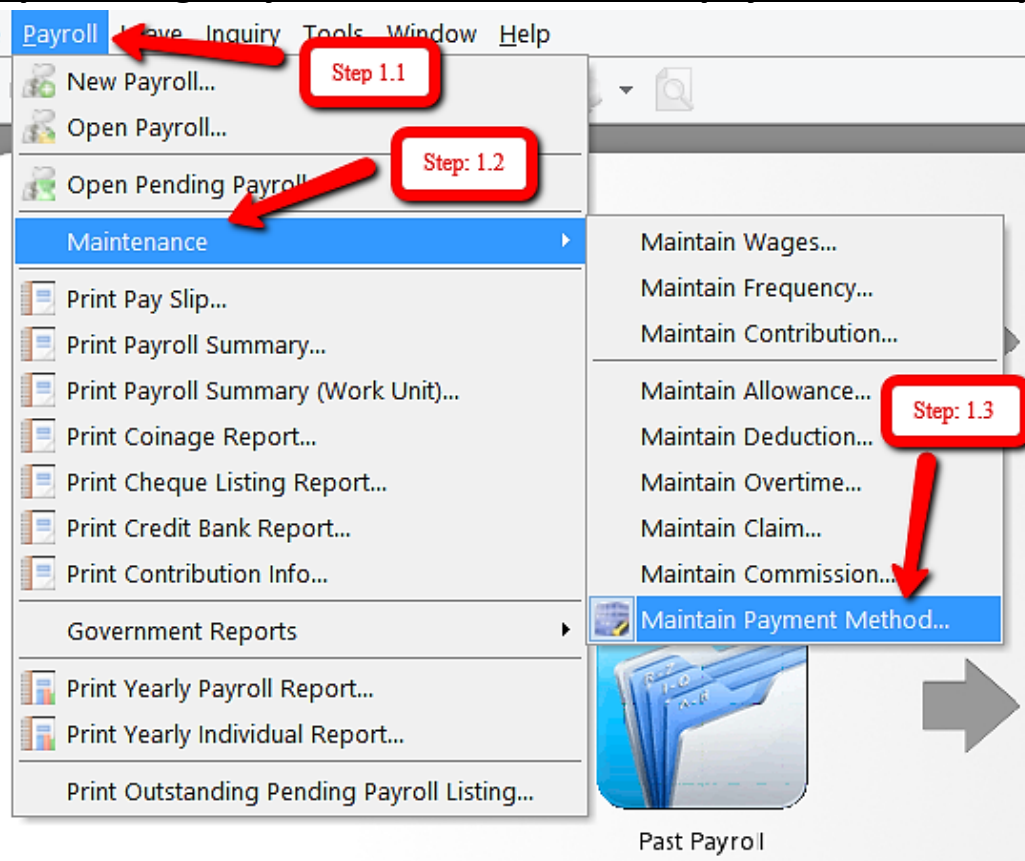 Payroll Leave Inquiry Tools Window Help
Step 1.1
New Payroll...
Open Payroll...
Step: 1.2
Open Pending Payroll
Maintenance
Print Pay Slip...
Print Payroll Summary...
Print Payroll Summary (Work Unit)...
Print Coinage Report...
Print Cheque Listing Report...
Print Credit Bank Report...
Print Contribution Info...
Government Reports
Print Yearly Payroll Report...
Print Yearly Individual Report...
Print Outstanding Pending Payroll Listing...
Maintain Wages...
Maintain Frequency...
Maintain Contribution...
Maintain Allowance...
Step: 1.3
Maintain Deduction...
Maintain Overtime...
Maintain Claim...
Maintain Commission...
Maintain Payment Method...
Past Payroll